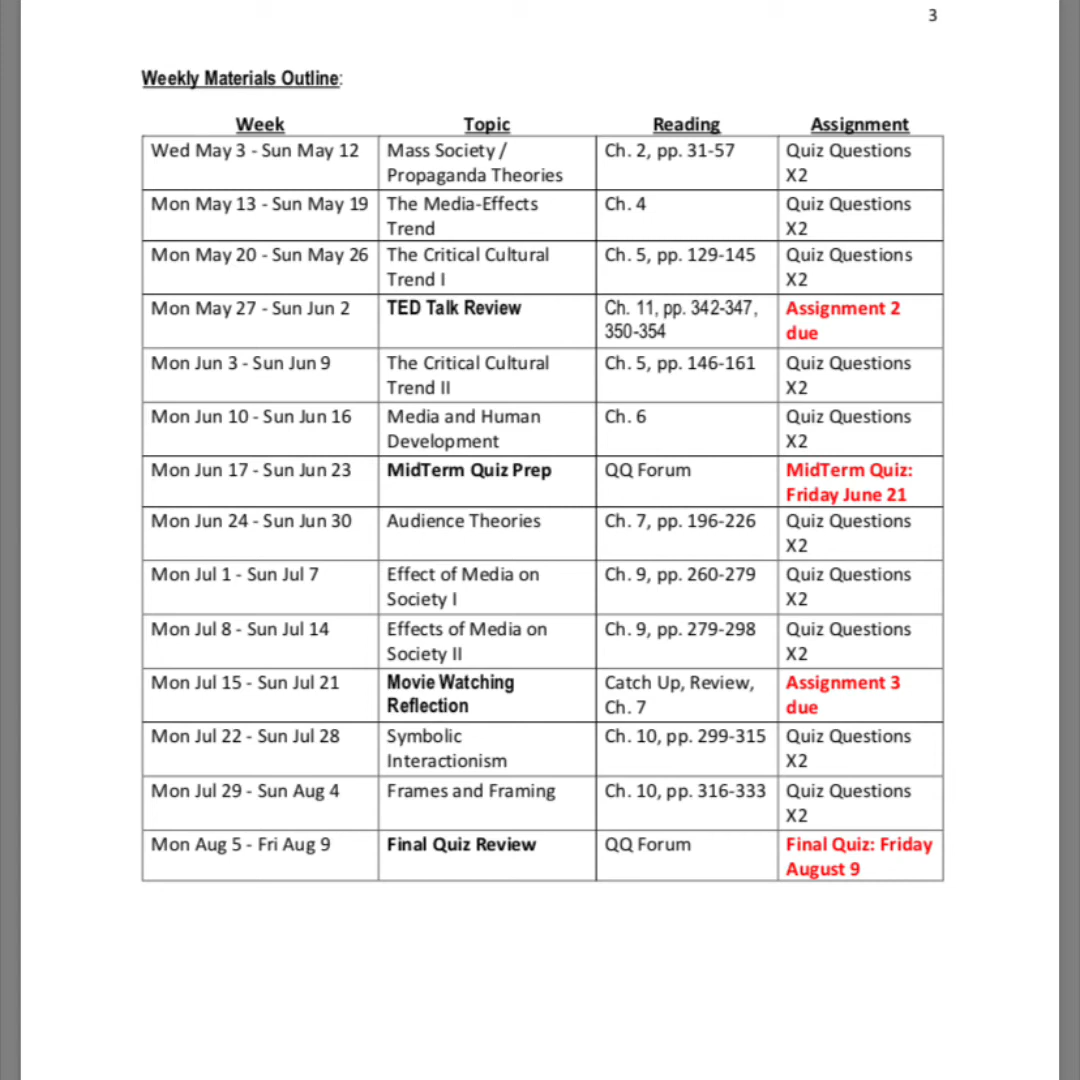 3
Weekly Materials Outline:
Week Topic Reading Assignment
Wed May 3 - Sun May 12 Mass Society / Ch. 2, pp. 31-57 Quiz Questions
Propaganda Theories X2
Mon May 13 - Sun May 19 The Media-Effects Ch. 4 Quiz Questions
Trend X2
Mon May 20 - Sun May 26 The Critical Cultural Ch. 5, pp. 129-145 Quiz Questions
Trend I X2
Mon May 27 - Sun Jun 2 TED Talk Review Ch. 11, pp. 342-347, Assignment 2
350-354 due
Mon Jun 3 - Sun Jun 9 The Critical Cultural Ch. 5, pp. 146-161 Quiz Questions
Trend II X2
Mon Jun 10 - Sun Jun 16 Media and Human Ch. 6 Quiz Questions
Development X2
Mon Jun 17 - Sun Jun 23 MidTerm Quiz Prep QQ Forum MidTerm Quiz:
Friday June 21
Mon Jun 24 - Sun Jun 30 Audience Theories Ch. 7, pp. 196-226 Quiz Questions
X2
Mon Jul 1 - Sun Jul 7 Effect of Media on Ch. 9, pp. 260-279 Quiz Questions
Society I X2
Mon Jul 8 - Sun Jul 14 Effects of Media on Ch. 9, pp. 279-298 Quiz Questions
Society II X2
Mon Jul 15 - Sun Jul 21 Movie Watching Catch Up, Review, Assignment 3
Reflection Ch. 7 due
Mon Jul 22 - Sun Jul 28 Symbolic Ch. 10, pp. 299-315 Quiz Questions
Interactionism X2
Mon Jul 29 - Sun Aug 4 Frames and Framing Ch. 10, pp. 316-333 Quiz Questions
X2
Mon Aug 5 - Fri Aug 9 Final Quiz Review QQ Forum Final Quiz: Friday
August 9